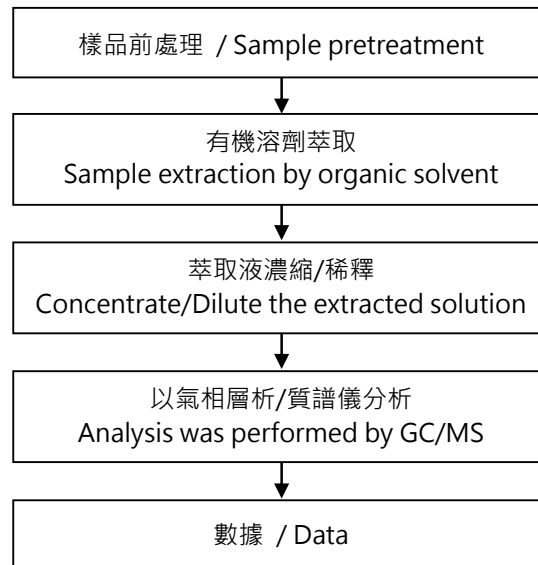 樣品前處理 / Sample pretreatment
有機溶劑萃取
Sample extraction by organic solvent
萃取液濃縮/稀釋
Concentrate/Dilute the extracted solution
以氣相層析/質譜儀分析
Analysis was performed by GC/MS
數據 / Data